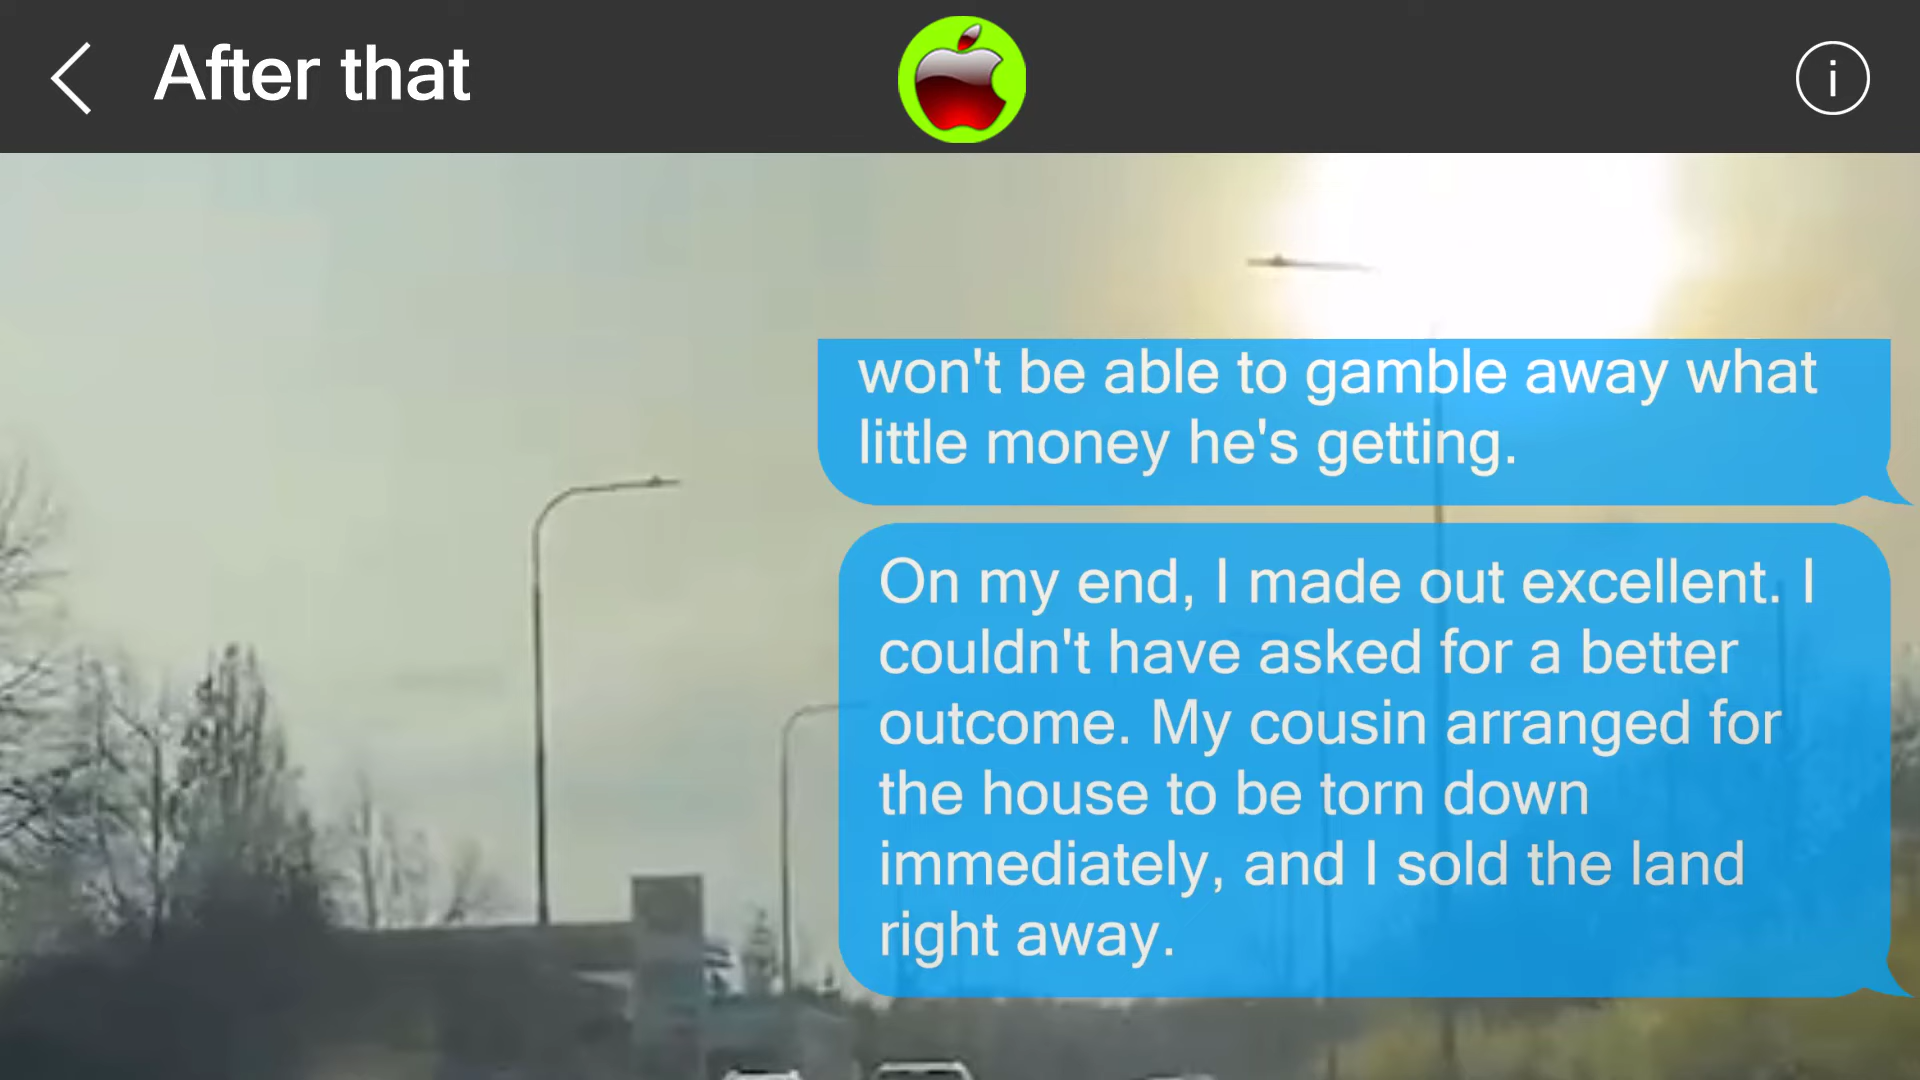 After that
i
won't be able to gamble away what
little money he's getting.
On my end, I made out excellent. I
couldn't have asked for a better
outcome. My cousin arranged for
the house to be torn down
immediately, and I sold the land
right away.